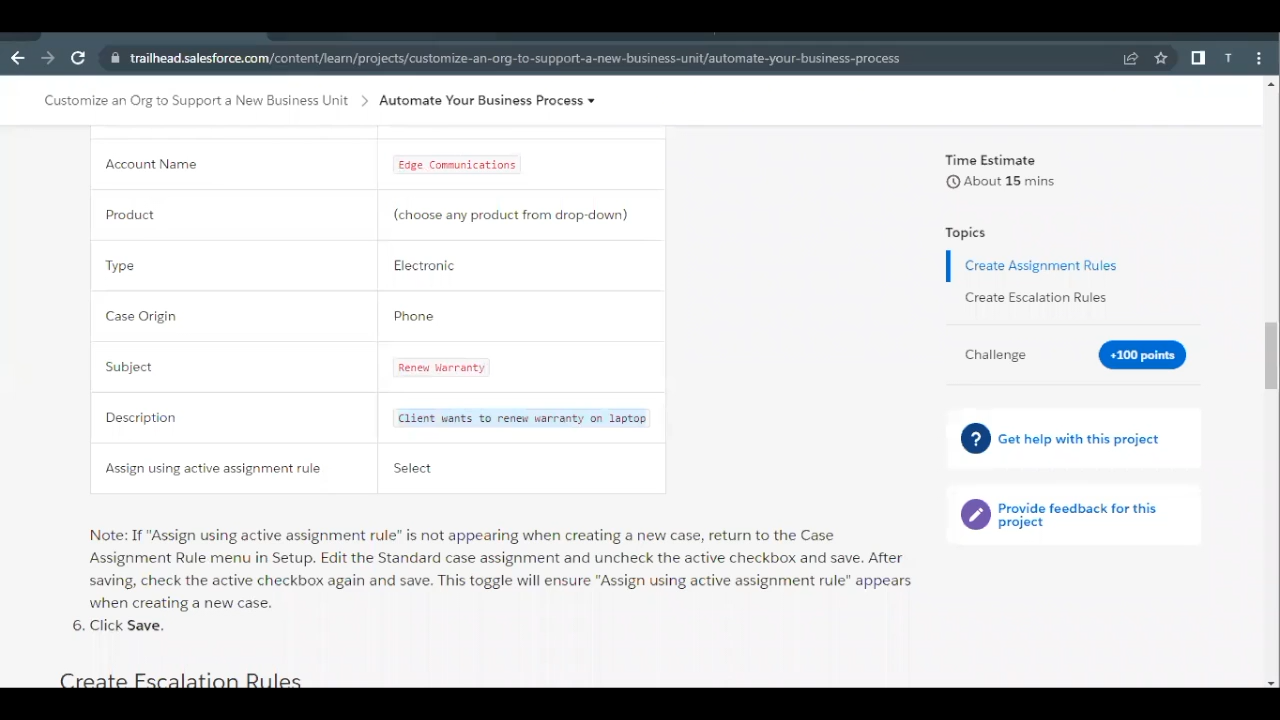 trailhead.salesforce.com/content/learn/projects/customize-an-org-to-support-a-new-business-unit/automate-your-business-process
T
Customize an Org to Support a New Business Unit > Automate Your Business Process
Account Name Edge Communications
Product (choose any product from drop-down)
Type Electronic
Case Origin Phone
Subject Renew Warranty
Description Client wants to renew warranty on laptop
Assign using active assignment rule Select
Note: If "Assign using active assignment rule" is not appearing when creating a new case, return to the Case
Assignment Rule menu in Setup. Edit the Standard case assignment and uncheck the active checkbox and save. After
saving, check the active checkbox again and save. This toggle will ensure "Assign using active assignment rule" appears
when creating a new case.
6. Click Save.
Create Escalation Rules
Time Estimate
About 15 mins
Topics
Create Assignment Rules
Create Escalation Rules
Challenge +100 points
? Get help with this project
Provide feedback for this
project